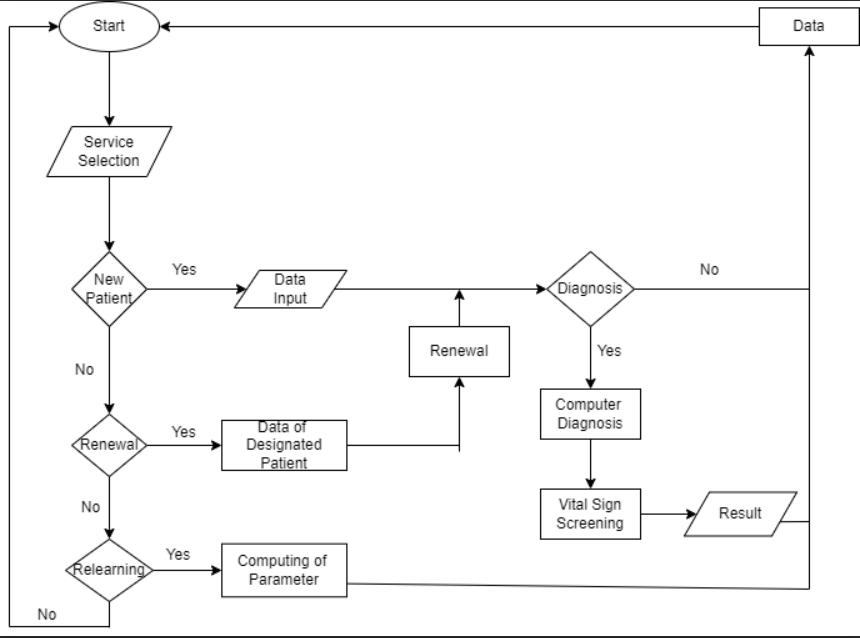 Start
Data
Service
Selection
New
Patient
Yes
Data
Input
Diagnosis
No
Renewal
Yes
No
Computer
Diagnosis
Renewal
Yes
Data of
Designated
Patient
No
Vital Sign
Screening
Result
Relearning
Yes
Computing of
Parameter
No